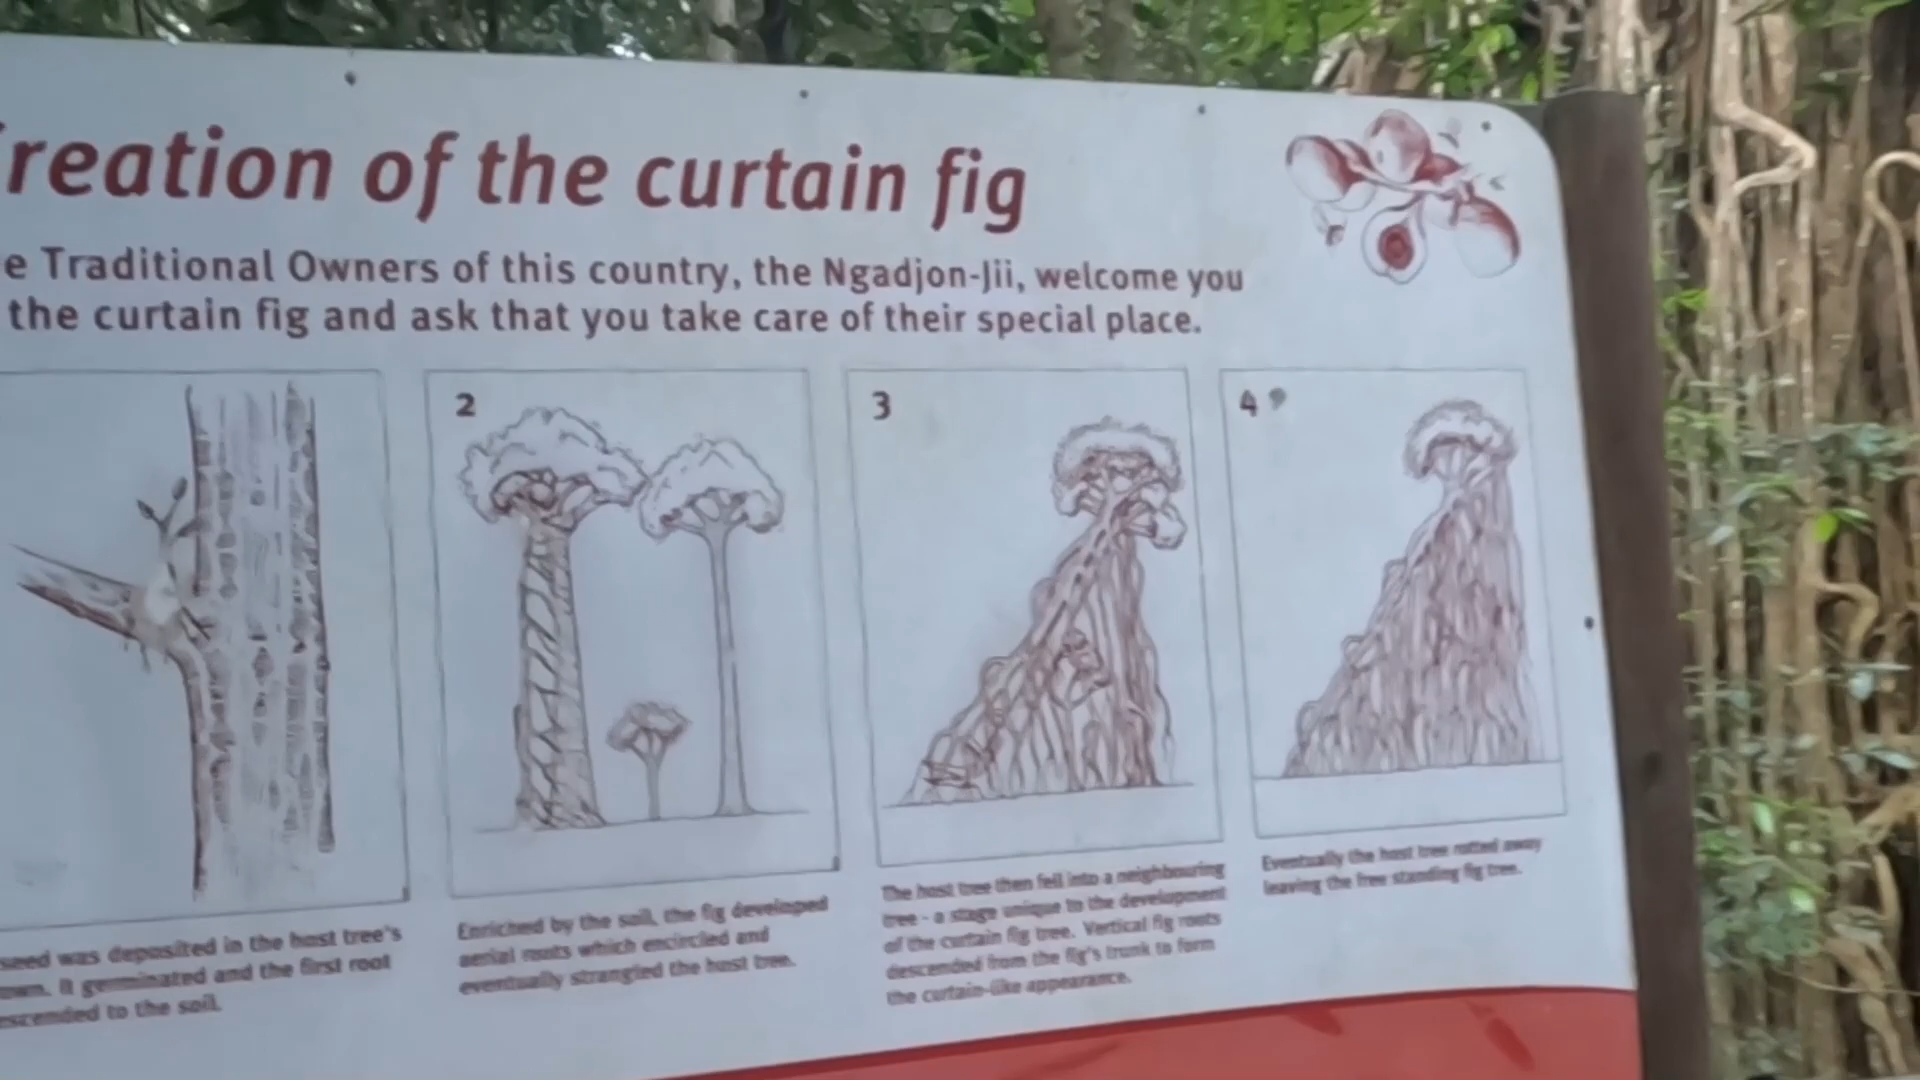 reation of the curtain fig
e Traditional Owners of this country, the Ngadjon-Jii, welcome you
the curtain fig and ask that you take care of their special place.
2
3
4
seed was deposited in the host tree's
own. It germinated and the first root
escended to the soil.
Enriched by the soil, the fig developed
aerial roots which encircled and
eventually strangled the host tree.
The host tree then fell into a neighbouring
tree - a stage unique to the development
of the curtain fig tree. Vertical fig roots
descended from the fig's trunk to form
the curtain-like appearance.
Eventually the host tree rotted away
leaving the free standing fig tree.